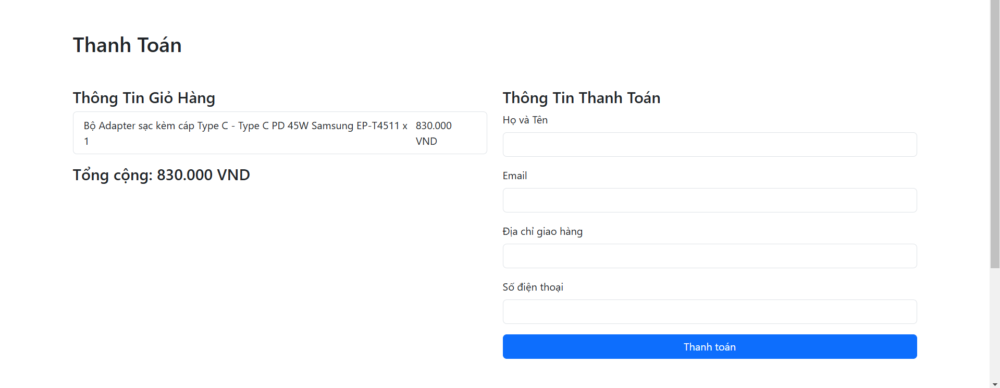 Thanh Toán
Thông Tin Giỏ Hàng
Bộ Adapter sạc kèm cáp Type C - Type C PD 45W Samsung EP-T4511 x
1
830.000
VND
Tổng cộng: 830.000 VND
Thông Tin Thanh Toán
Họ và Tên
Email
Địa chỉ giao hàng
Số điện thoại
Thanh toán